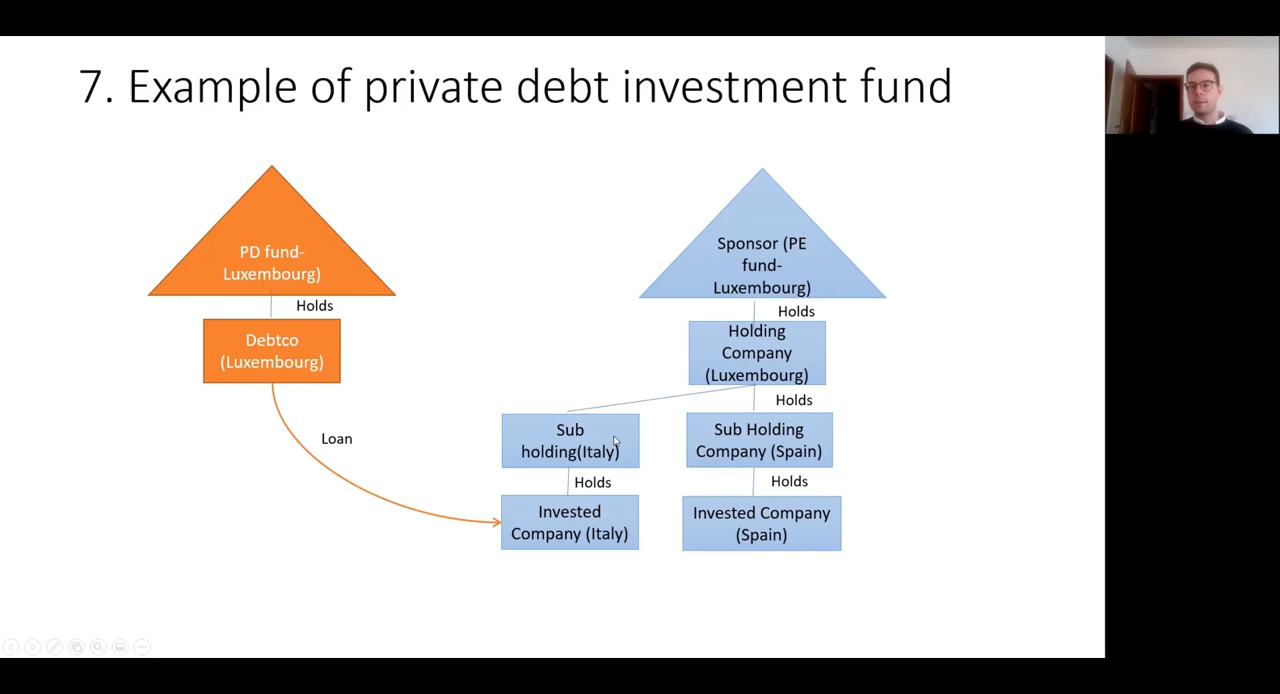 7. Example of private debt investment fund
PD fund-
Luxembourg)
Holds
Debtco
(Luxembourg)
Loan
Sponsor (PE
fund-
Luxembourg)
Holds
Holding
Company
(Luxembourg)
Holds
Sub
holding(Italy)
Sub Holding
Company (Spain)
Holds
Holds
Invested
Company (Italy)
Invested Company
(Spain)